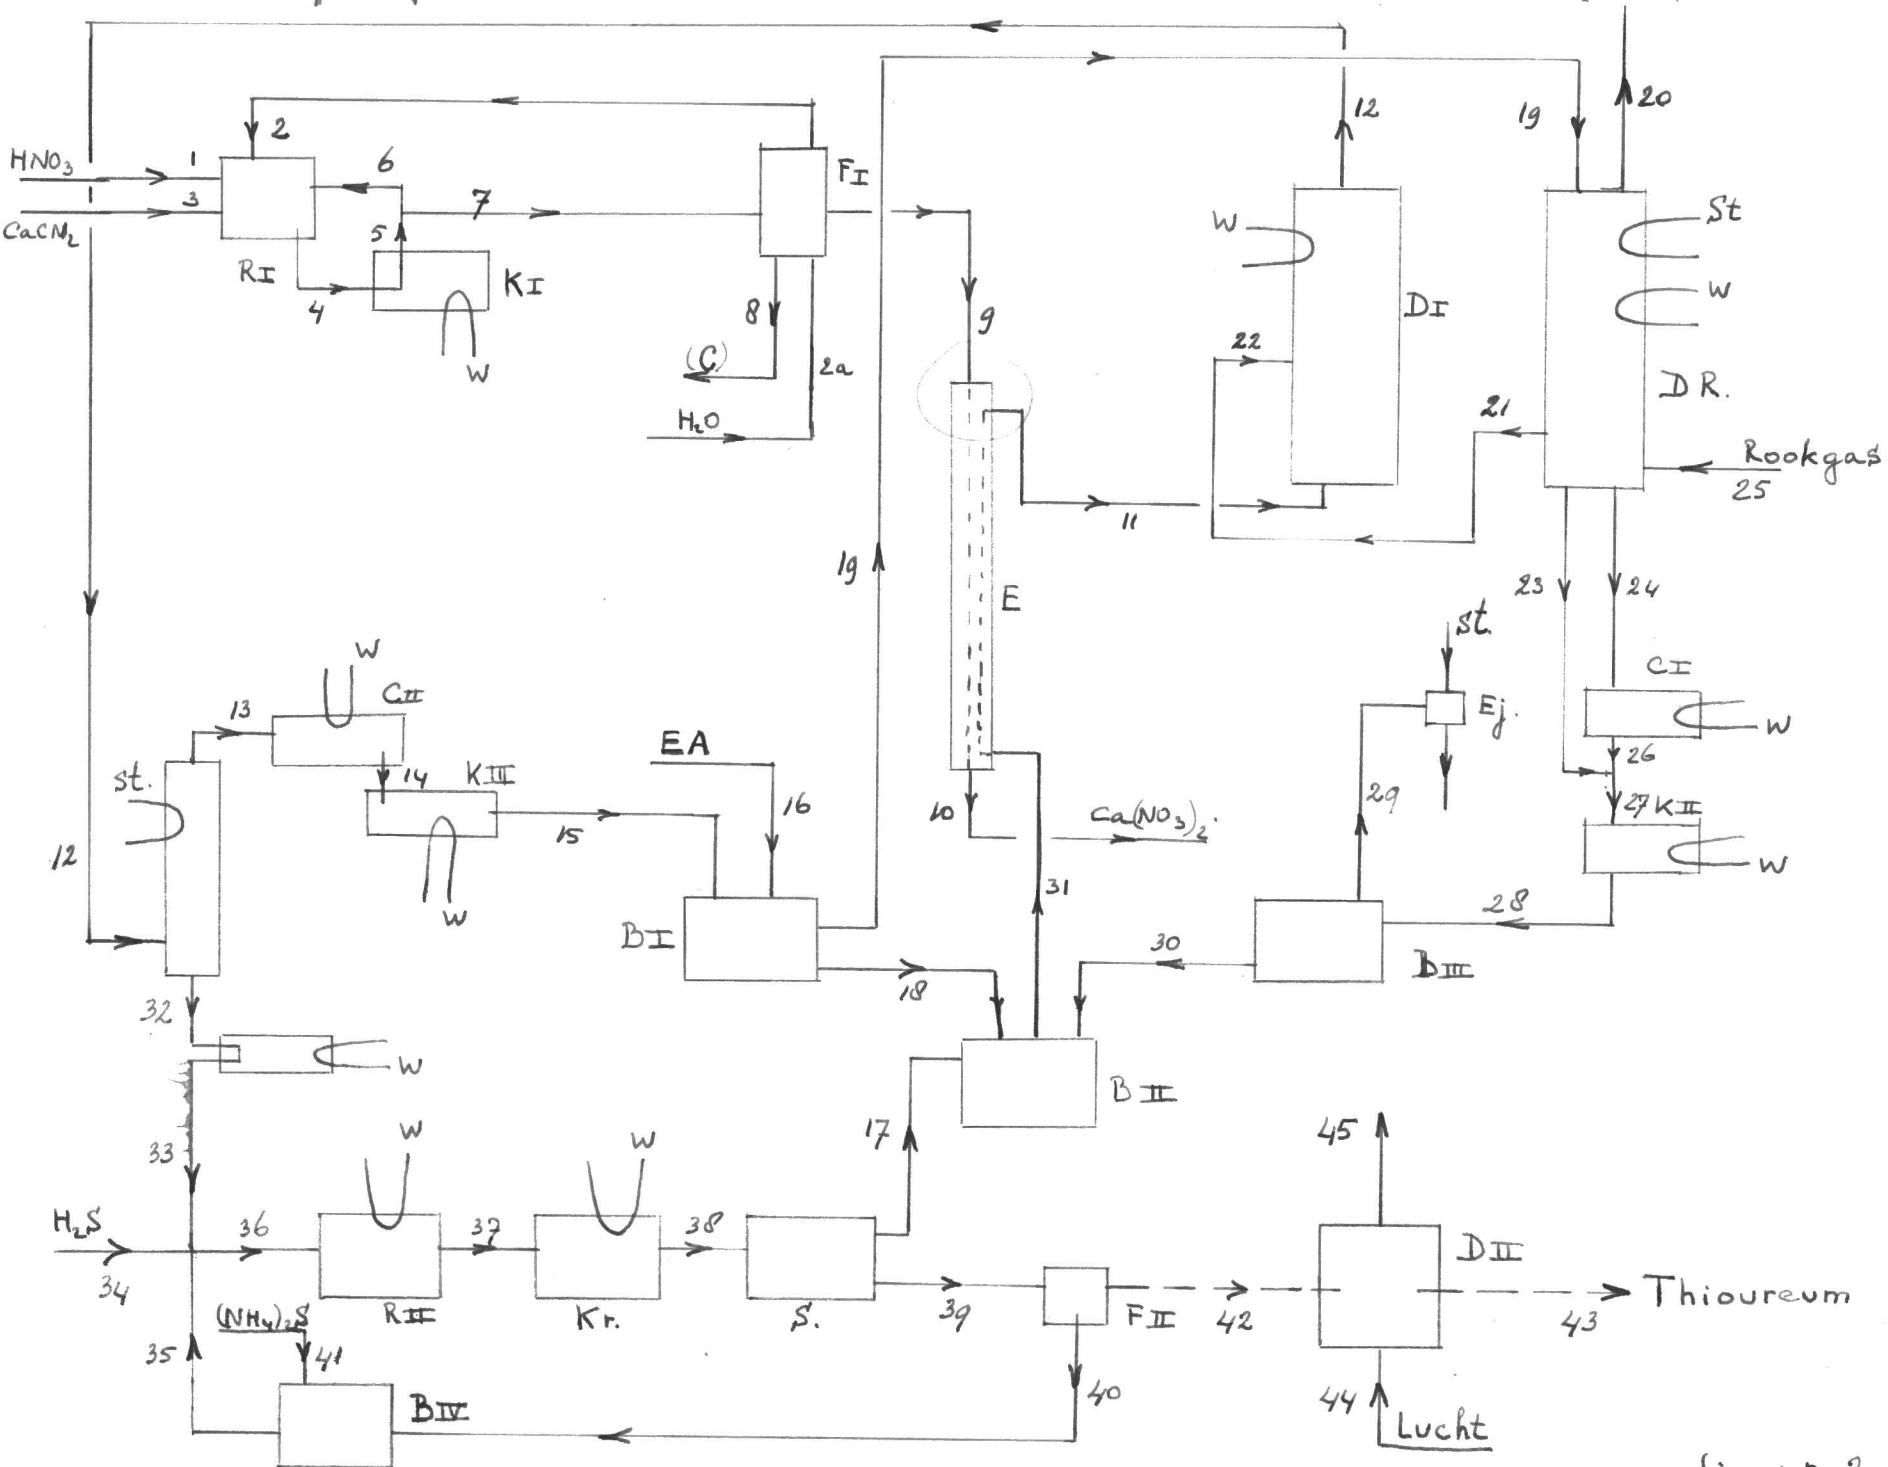 12
19
20
2
HNO3
1
6
FI
3
7
CaCN2
W
St
5
RI
KI
W
4
8
9
DI
22
(C)
2a
W
DR.
H2O
21
Rookgas
25
11
19
23
24
E
st.
W
CI
CII
13
Ej.
W
EA
st.
14
KIII
26
16
29
27 KII
10
Ca(NO3)2
15
12
W
31
W
BI
28
30
BIII
18
32
W
BII
W
17
W
33
45
H2S
36
37
38
DII
34
Thioureum
(NH4)2S
RII
Kr.
S.
39
FII
42
43
35
41
40
BIV
44
Lucht